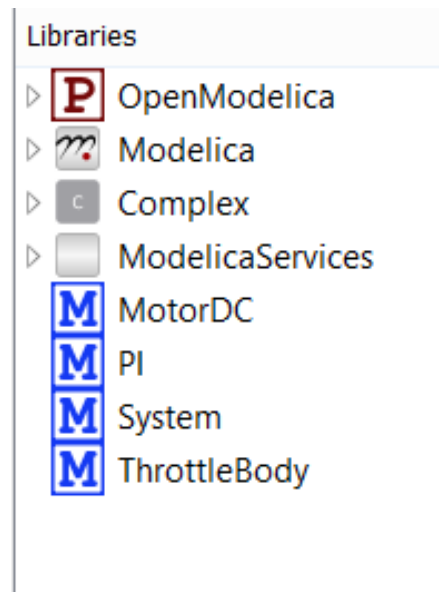 Libraries
P OpenModelica
m Modelica
C Complex
ModelicaServices
M MotorDC
M PI
M System
M ThrottleBody